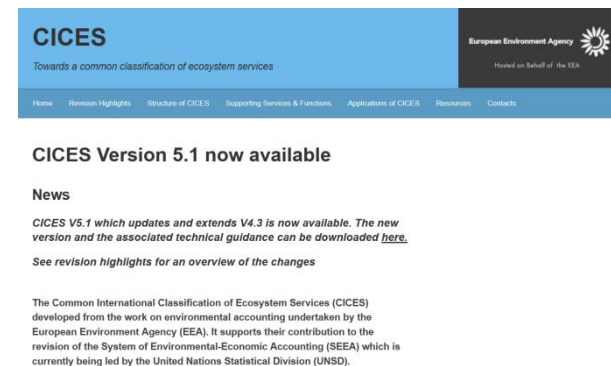 CICES
Towards a common classification of ecosystem services
European Environment Agency
Hosted on Behalf of the EEA
Home Revision Highlights Structure of CICES Supporting Services & Functions Applications of CICES Resources Contacts
CICES Version 5.1 now available
News
CICES V5.1 which updates and extends V4.3 is now available. The new
version and the associated technical guidance can be downloaded here.
See revision highlights for an overview of the changes
The Common International Classification of Ecosystem Services (CICES)
developed from the work on environmental accounting undertaken by the
European Environment Agency (EEA). It supports their contribution to the
revision of the System of Environmental-Economic Accounting (SEEA) which is
currently being led by the United Nations Statistical Division (UNSD).